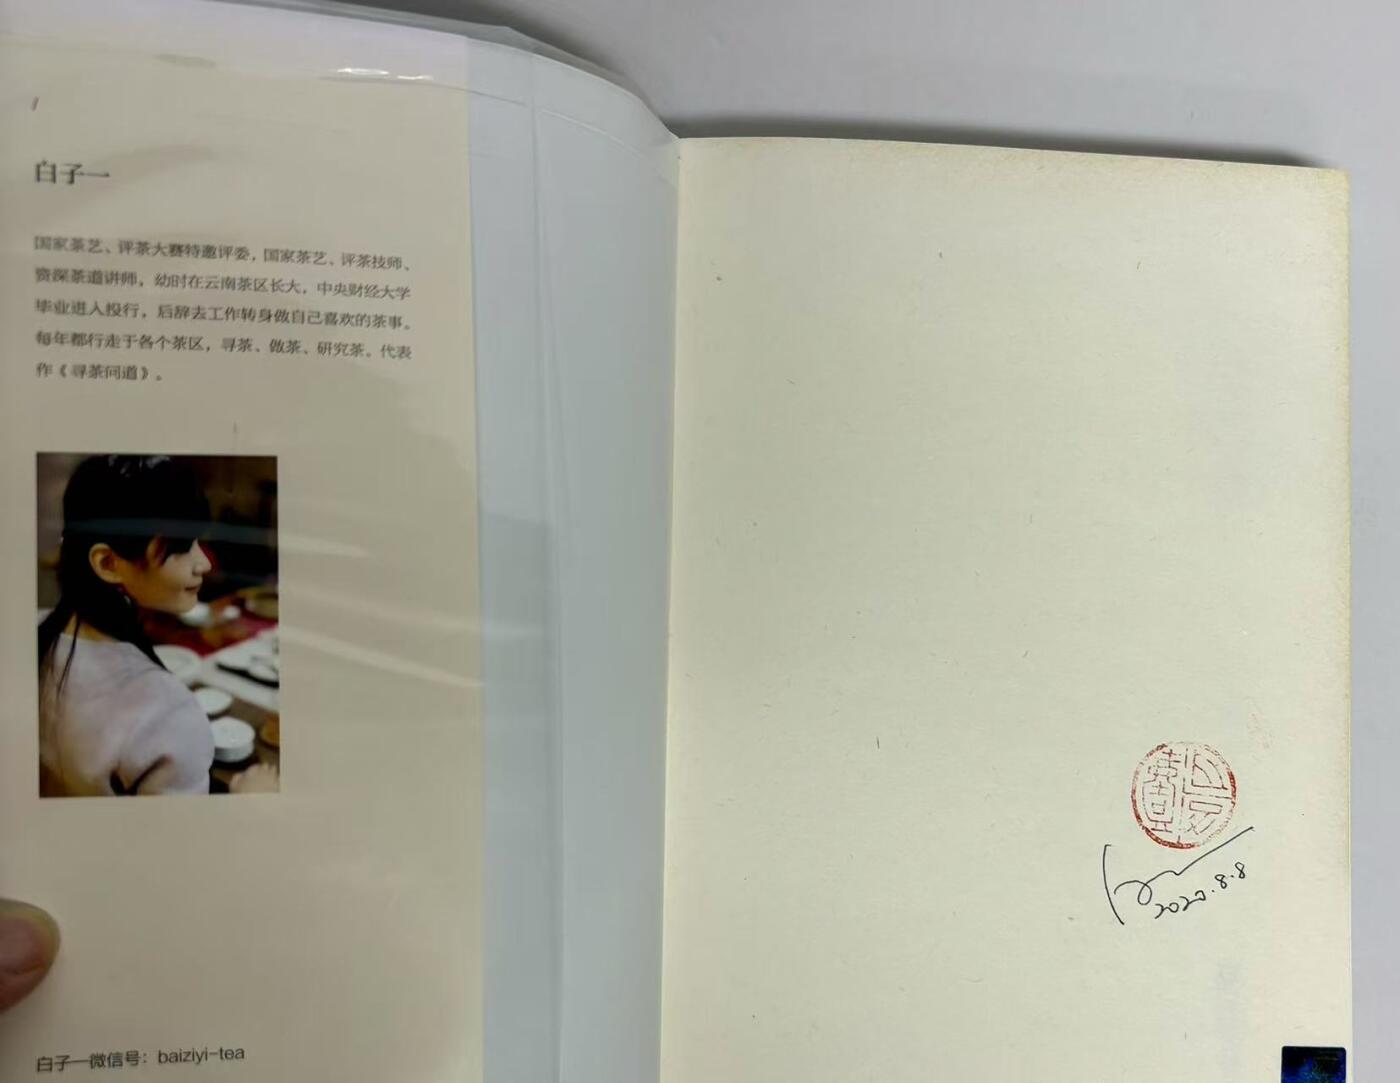 白子一
国家茶艺、评茶大赛特邀评委，国家茶艺、评茶技师、
资深茶道讲师，幼时在云南茶区长大，中央财经大学
毕业进入投行，后辞去工作转身做自己喜欢的茶事。
每年都行走于各个茶区，寻茶、做茶、研究茶。代表
作《寻茶问道》。
白子一微信号：baiziyi-tea
2020.8.8